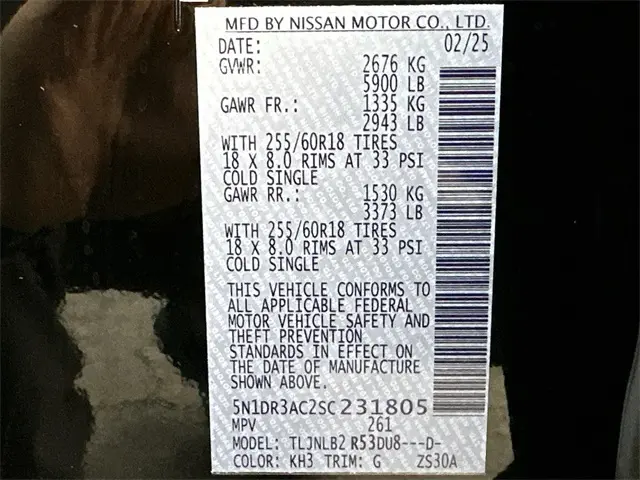 MFD BY NISSAN MOTOR CO., LTD.
DATE: 02/25
GVWR: 2676 KG
5900 LB
GAWR FR.: 1335 KG
2943 LB
WITH 255/60R18 TIRES
18 X 8.0 RIMS AT 33 PSI
COLD SINGLE
GAWR RR.: 1530 KG
3373 LB
WITH 255/60R18 TIRES
18 X 8.0 RIMS AT 33 PSI
COLD SINGLE
THIS VEHICLE CONFORMS TO
ALL APPLICABLE FEDERAL
MOTOR VEHICLE SAFETY AND
THEFT PREVENTION
STANDARDS IN EFFECT ON
THE DATE OF MANUFACTURE
SHOWN ABOVE.
5N1DR3AC2SC231805
MPV 261
MODEL: TLJNLB2 R53DU8---D-
COLOR: KH3 TRIM: G ZS30A